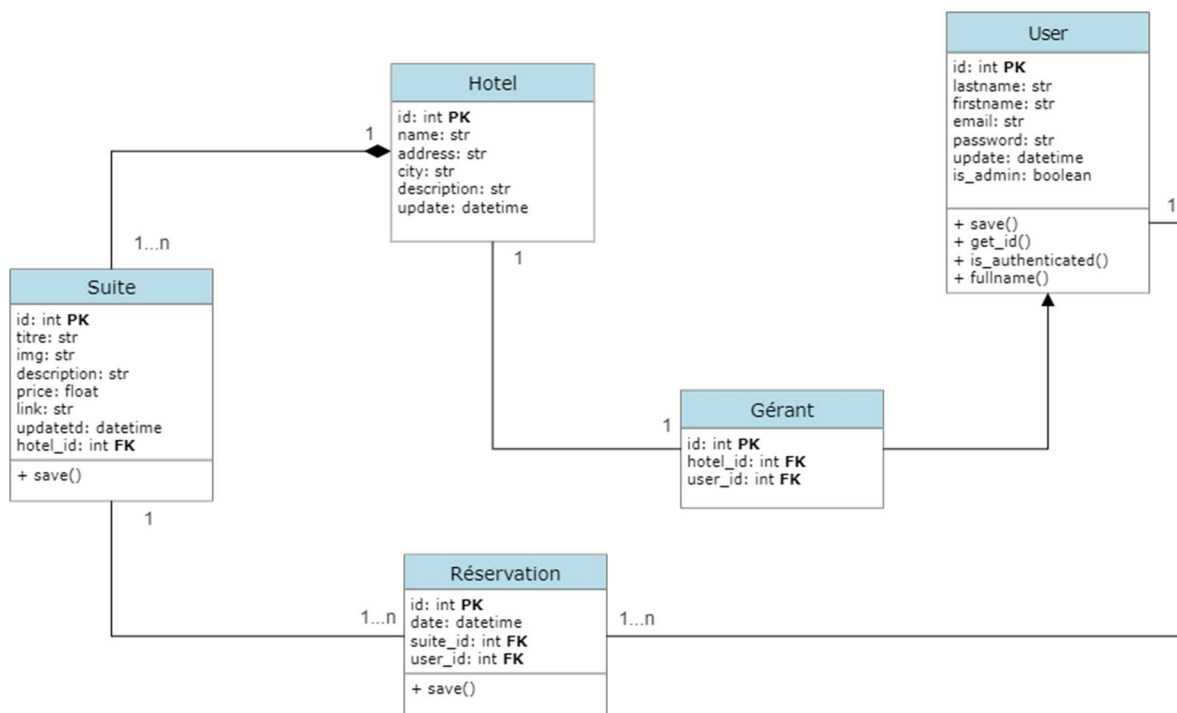 User
id: int PK
lastname: str
firstname: str
email: str
password: str
update: datetime
is_admin: boolean
+ save()
+ get_id()
+ is_authenticated()
+ fullname()
1
Hotel
id: int PK
name: str
address: str
city: str
description: str
update: datetime
1
1
1...n
Suite
id: int PK
titre: str
img: str
description: str
price: float
link: str
updatetd: datetime
hotel_id: int FK
+ save()
1
Gérant
id: int PK
hotel_id: int FK
user_id: int FK
1
Réservation
id: int PK
date: datetime
suite_id: int FK
user_id: int FK
+ save()
1...n
1...n